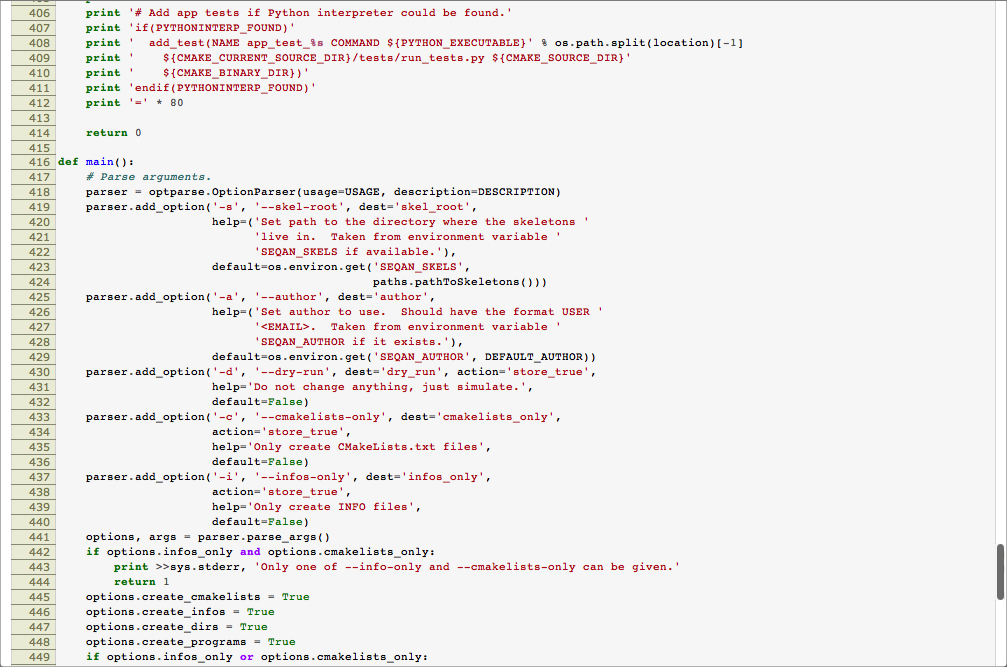 406 print '# Add app tests if Python interpreter could be found.'
407 print 'if(PYTHONINTERP_FOUND)'
408 print '  add_test(NAME app_test_%s COMMAND ${PYTHON_EXECUTABLE}' % os.path.split(location)[-1]
409 print '    ${CMAKE_CURRENT_SOURCE_DIR}/tests/run_tests.py ${CMAKE_SOURCE_DIR}'
410 print '    ${CMAKE_BINARY_DIR})'
411 print 'endif(PYTHONINTERP_FOUND)'
412 print '=' * 80
413
414 return 0
415
416 def main():
417 # Parse arguments.
418 parser = optparse.OptionParser(usage=USAGE, description=DESCRIPTION)
419 parser.add_option('-s', '--skel-root', dest='skel_root',
420 help=('Set path to the directory where the skeletons '
421 'live in.  Taken from environment variable '
422 'SEQAN_SKELS if available.'),
423 default=os.environ.get('SEQAN_SKELS',
424 paths.pathToSkeletons()))
425 parser.add_option('-a', '--author', dest='author',
426 help=('Set author to use.  Should have the format USER '
427 '<EMAIL>.  Taken from environment variable '
428 'SEQAN_AUTHOR if it exists.'),
429 default=os.environ.get('SEQAN_AUTHOR', DEFAULT_AUTHOR))
430 parser.add_option('-d', '--dry-run', dest='dry_run', action='store_true',
431 help='Do not change anything, just simulate.',
432 default=False)
433 parser.add_option('-c', '--cmakelists-only', dest='cmakelists_only',
434 action='store_true',
435 help='Only create CMakeLists.txt files',
436 default=False)
437 parser.add_option('-i', '--infos-only', dest='infos_only',
438 action='store_true',
439 help='Only create INFO files',
440 default=False)
441 options, args = parser.parse_args()
442 if options.infos_only and options.cmakelists_only:
443 print >>sys.stderr, 'Only one of --info-only and --cmakelists-only can be given.'
444 return 1
445 options.create_cmakelists = True
446 options.create_infos = True
447 options.create_dirs = True
448 options.create_programs = True
449 if options.infos_only or options.cmakelists_only: